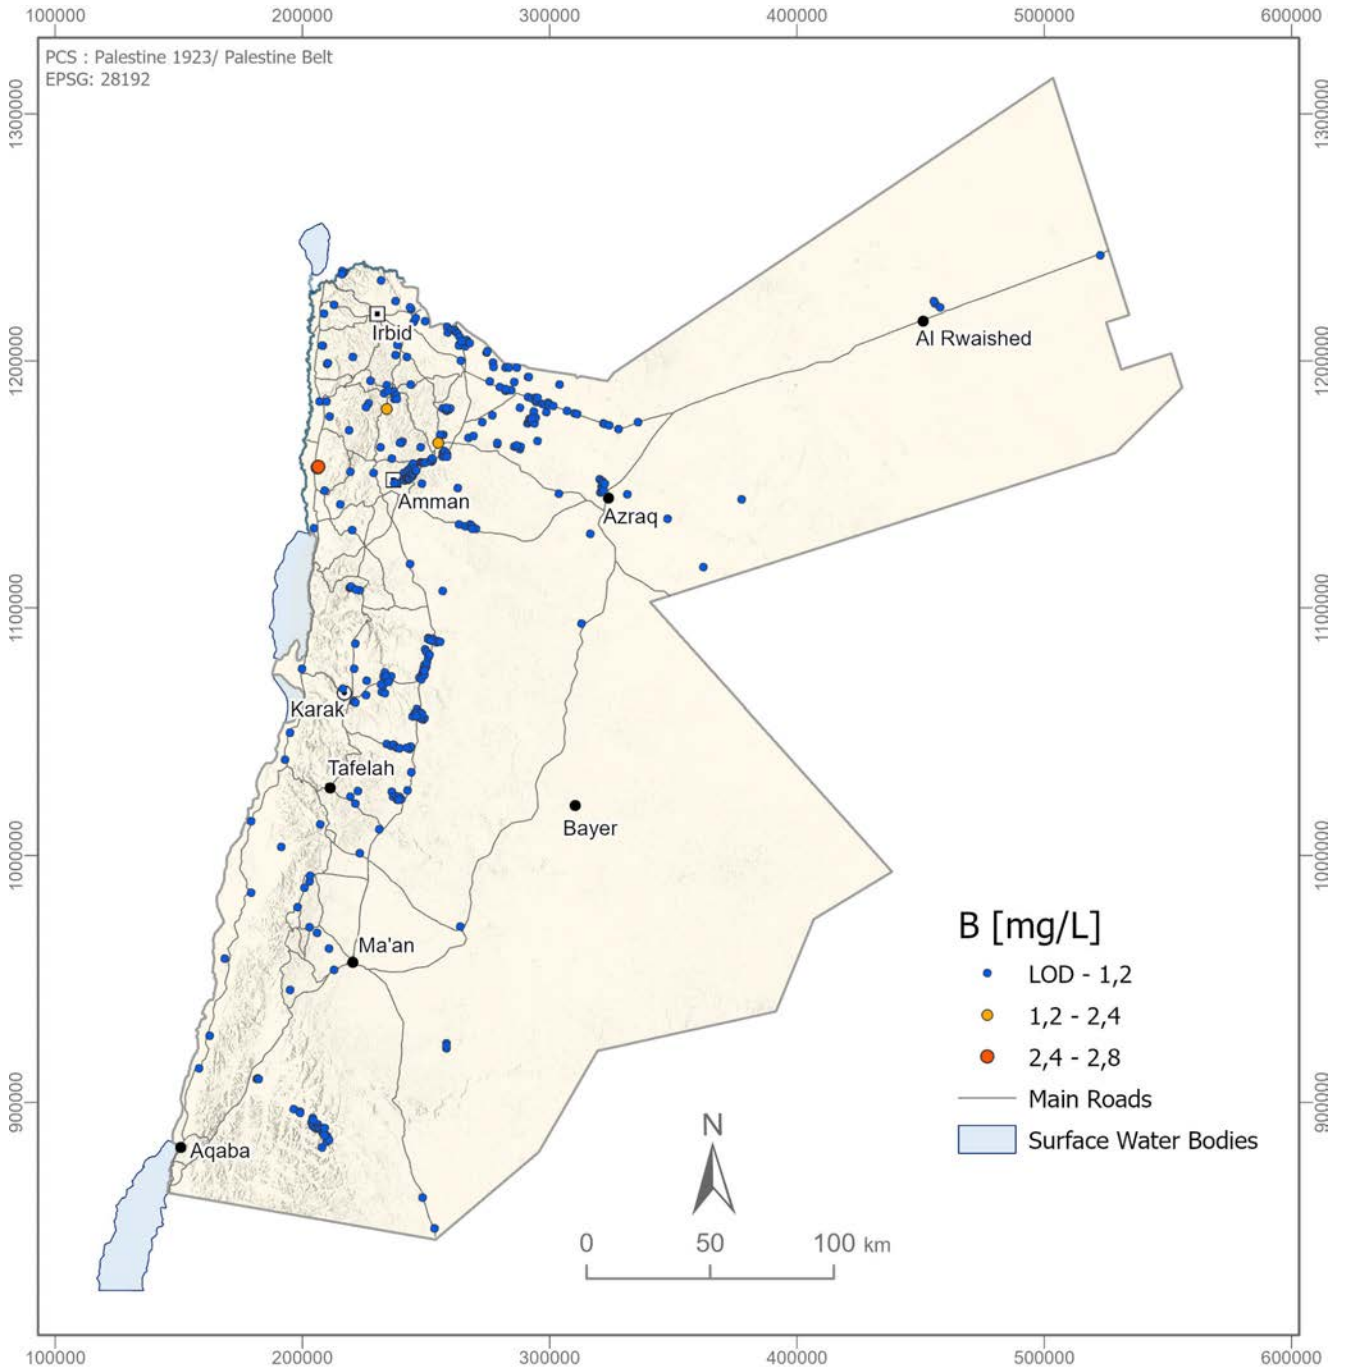 100000 200000 300000 400000 500000 600000
PCS : Palestine 1923/ Palestine Belt
EPSG: 28192
1300000 1300000
Irbid
Al Rwaished
1200000 1200000
Amman
Azraq
1100000 1100000
Karak
Tafelah
Bayer
1000000 1000000
Ma'an
B [mg/L]
LOD - 1,2
1,2 - 2,4
2,4 - 2,8
Main Roads
Surface Water Bodies
900000 900000
N
Aqaba
0 50 100 km
100000 200000 300000 400000 500000 600000